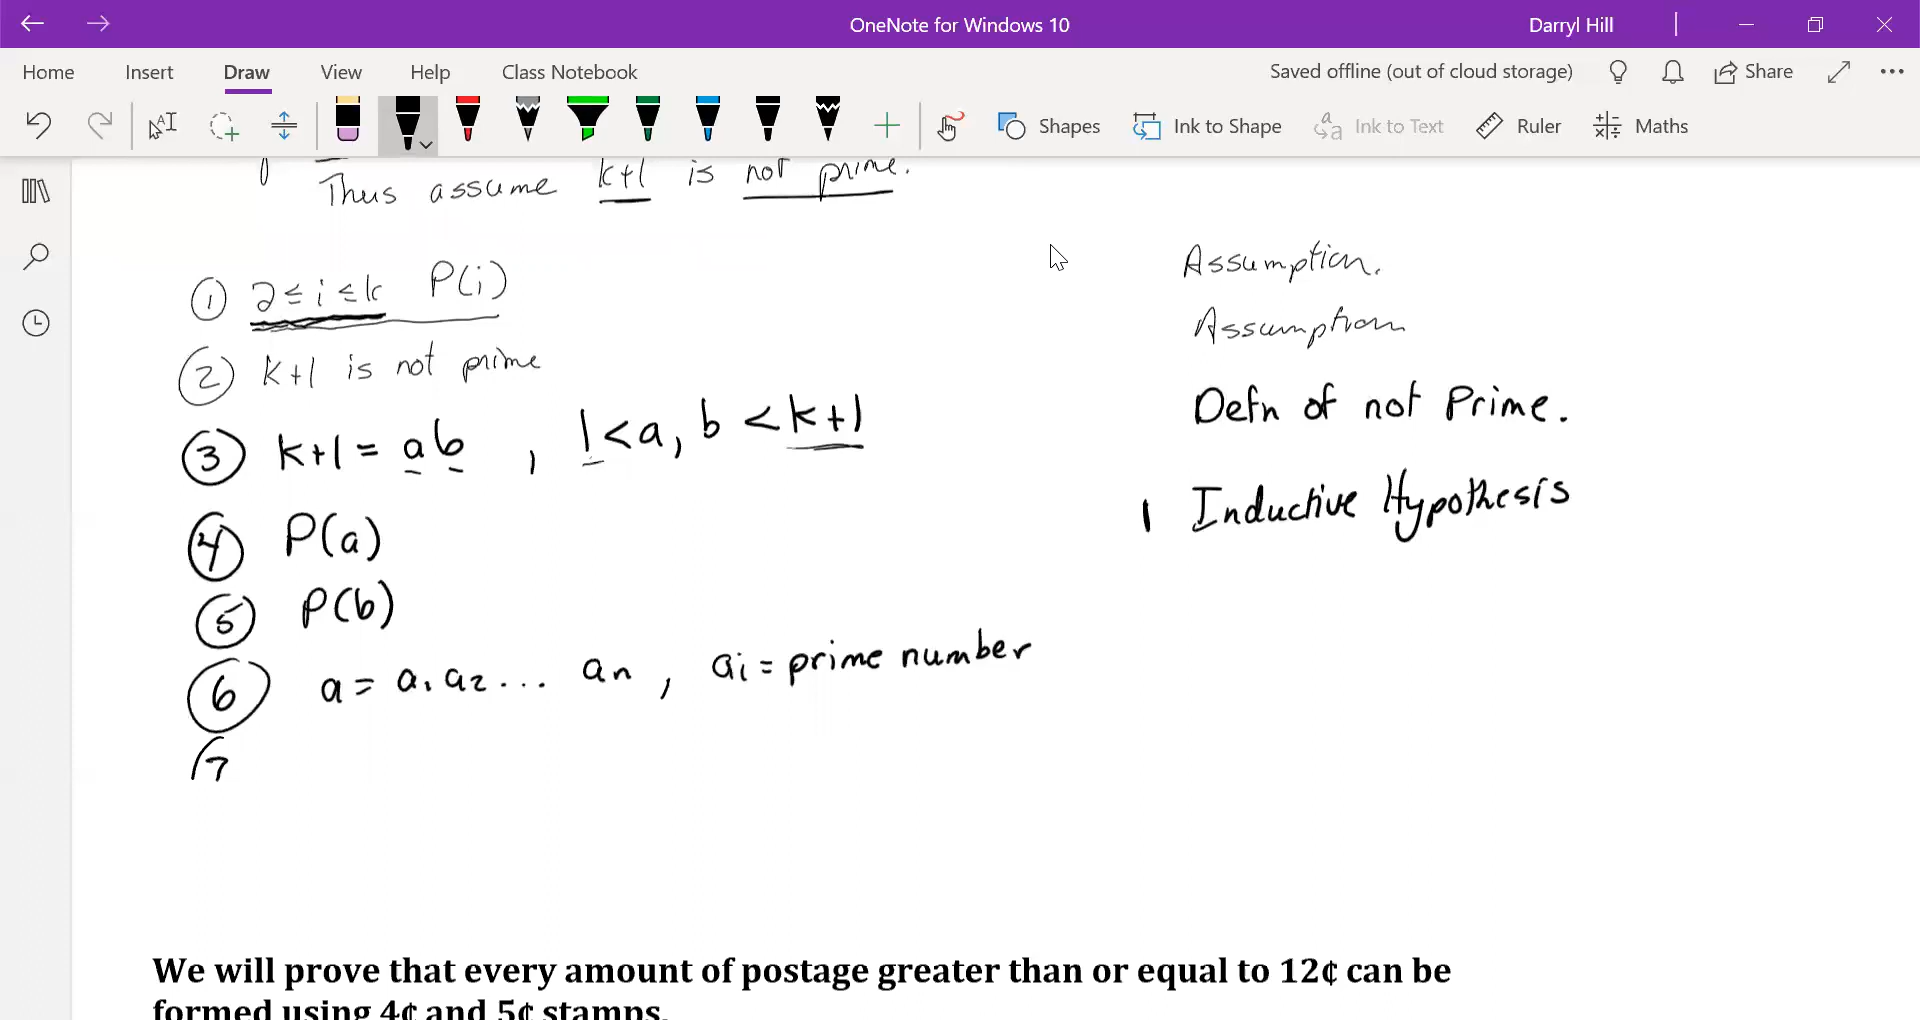 OneNote for Windows 10
Darryl Hill
Home Insert Draw View Help Class Notebook
Saved offline (out of cloud storage) Share
Shapes Ink to Shape Ink to Text Ruler Maths
Thus assume k+1 is not prime.
① 2≤i≤k P(i) Assumption.
② k+1 is not prime Assumption
③ k+1 = ab , 1<a, b <k+1 Defn of not Prime.
④ P(a) 1 Inductive Hypothesis
⑤ P(b)
⑥ a = a₁ a₂ ... an , ai = prime number
7
We will prove that every amount of postage greater than or equal to 12¢ can be
formed using 4¢ and 5¢ stamps.